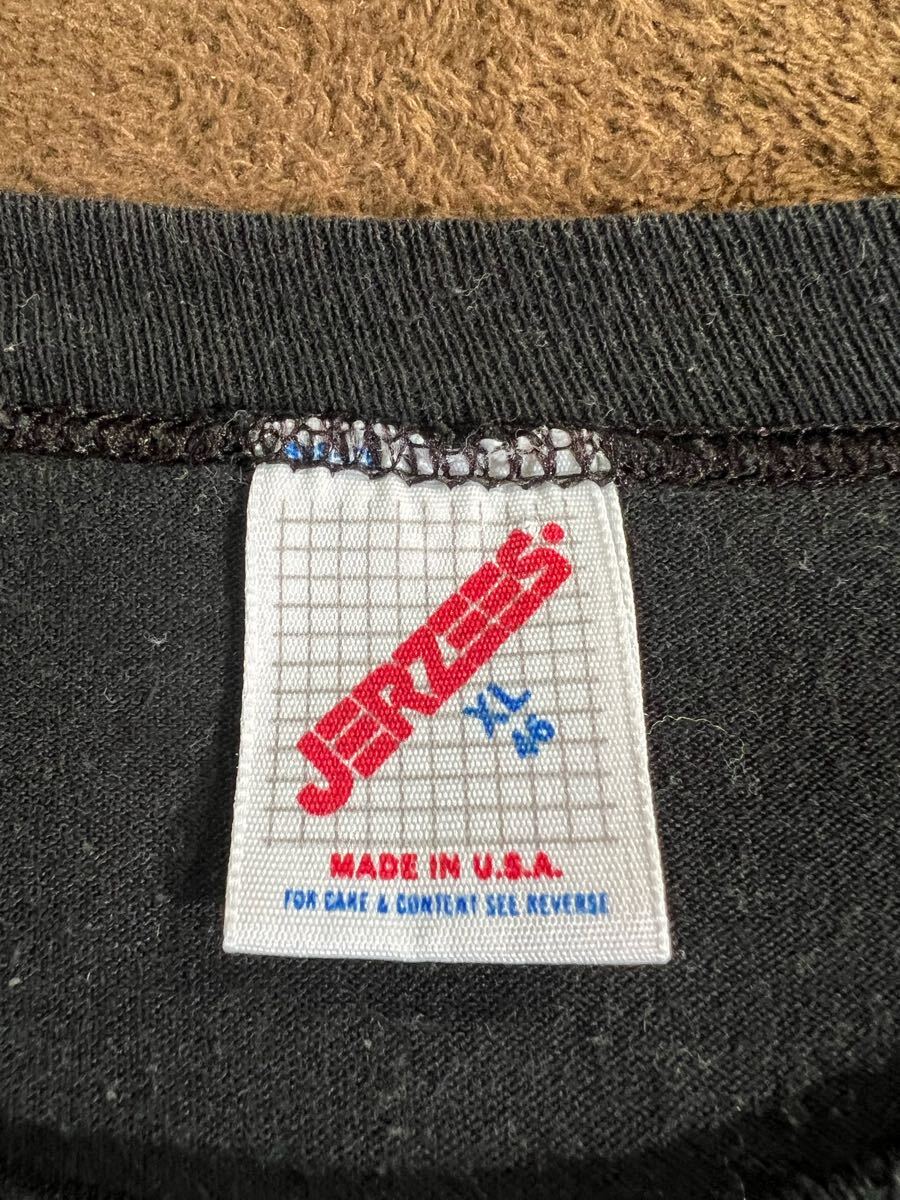 JERZEES.
XL
46
MADE IN U.S.A.
FOR CARE & CONTENT SEE REVERSE